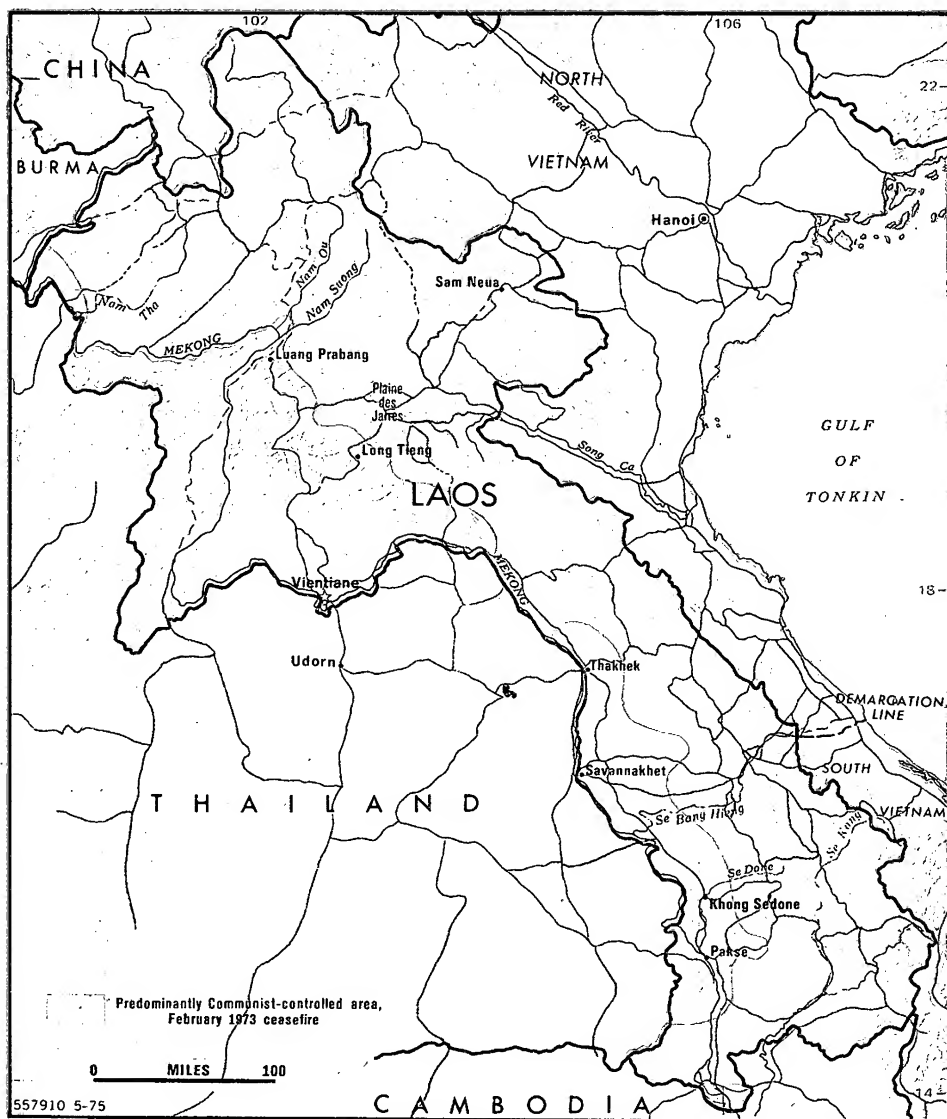 102
106
CHINA
NORTH
22
Red River
BURMA
VIETNAM
Hanoi
Nam Ou
Sam Neua
Nam Suong
Nam
Tha
MEKONG
Luang Prabang
Plaine
des
Jarres
GULF
OF
TONKIN
Song Ca
Long Tieng
LAOS
MEKONG
Vientiane
18
Udorn
Thakhek
DEMARCATION
LINE
Savannakhet
SOUTH
THAILAND
VIETNAM
Se Bang Hieng
Se Kong
Se Done
Khong Sedone
Pakse
Predominantly Communist-controlled area,
February 1973 ceasefire
0 MILES 100
557910 5-75
CAMBODIA
14